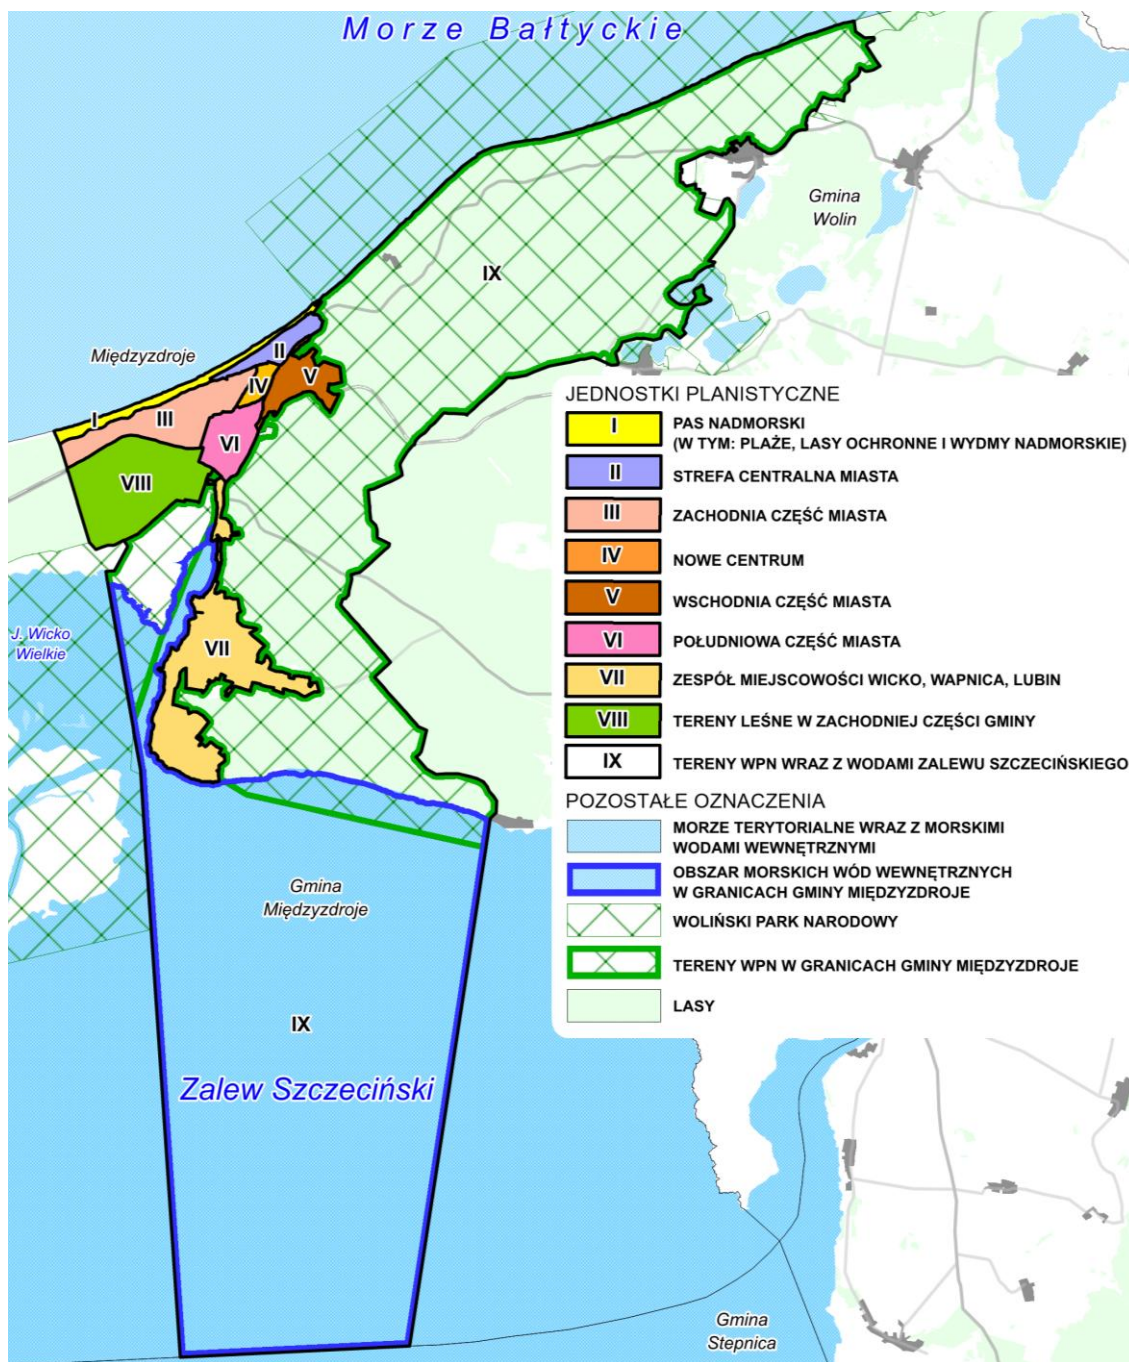 Morze Bałtyckie
Gmina
Wolin
IX
Międzyzdroje
II
V
IV
I
III
VI
VIII
J. Wicko
Wielkie
VII
Gmina
Międzyzdroje
IX
Zalew Szczeciński
Gmina
Stepnica
JEDNOSTKI PLANISTYCZNE
I PAS NADMORSKI
(W TYM: PLAŻE, LASY OCHRONNE I WYDMY NADMORSKIE)
II STREFA CENTRALNA MIASTA
III ZACHODNIA CZĘŚĆ MIASTA
IV NOWE CENTRUM
V WSCHODNIA CZĘŚĆ MIASTA
VI POŁUDNIOWA CZĘŚĆ MIASTA
VII ZESPÓŁ MIEJSCOWOŚCI WICKO, WAPNICA, LUBIN
VIII TERENY LEŚNE W ZACHODNIEJ CZĘŚCI GMINY
IX TERENY WPN WRAZ Z WODAMI ZALEWU SZCZECIŃSKIEGO
POZOSTAŁE OZNACZENIA
MORZE TERYTORIALNE WRAZ Z MORSKIMI
WODAMI WEWNĘTRZNYMI
OBSZAR MORSKICH WÓD WEWNĘTRZNYCH
W GRANICACH GMINY MIĘDZYZDROJE
WOLIŃSKI PARK NARODOWY
TERENY WPN W GRANICACH GMINY MIĘDZYZDROJE
LASY